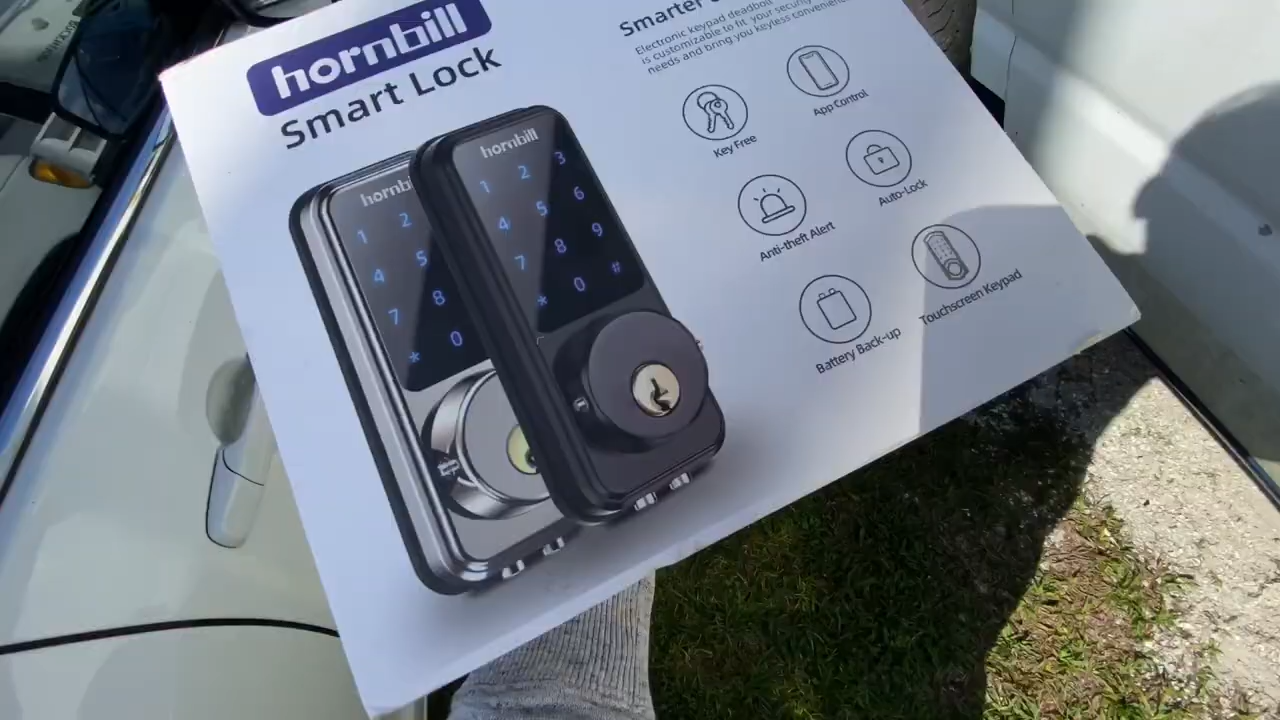 hornbill
Smart Lock
Smarter
Electronic keypad deadbolt
is customizable to fit your security
needs and bring you keyless convenience
Key Free
App Control
Anti-theft Alert
Auto-Lock
Battery Back-up
Touchscreen Keypad
hornbi
1 2
4 5
7 8
* 0
hornbill
1 2 3
4 5 6
7 8 9
* 0 #